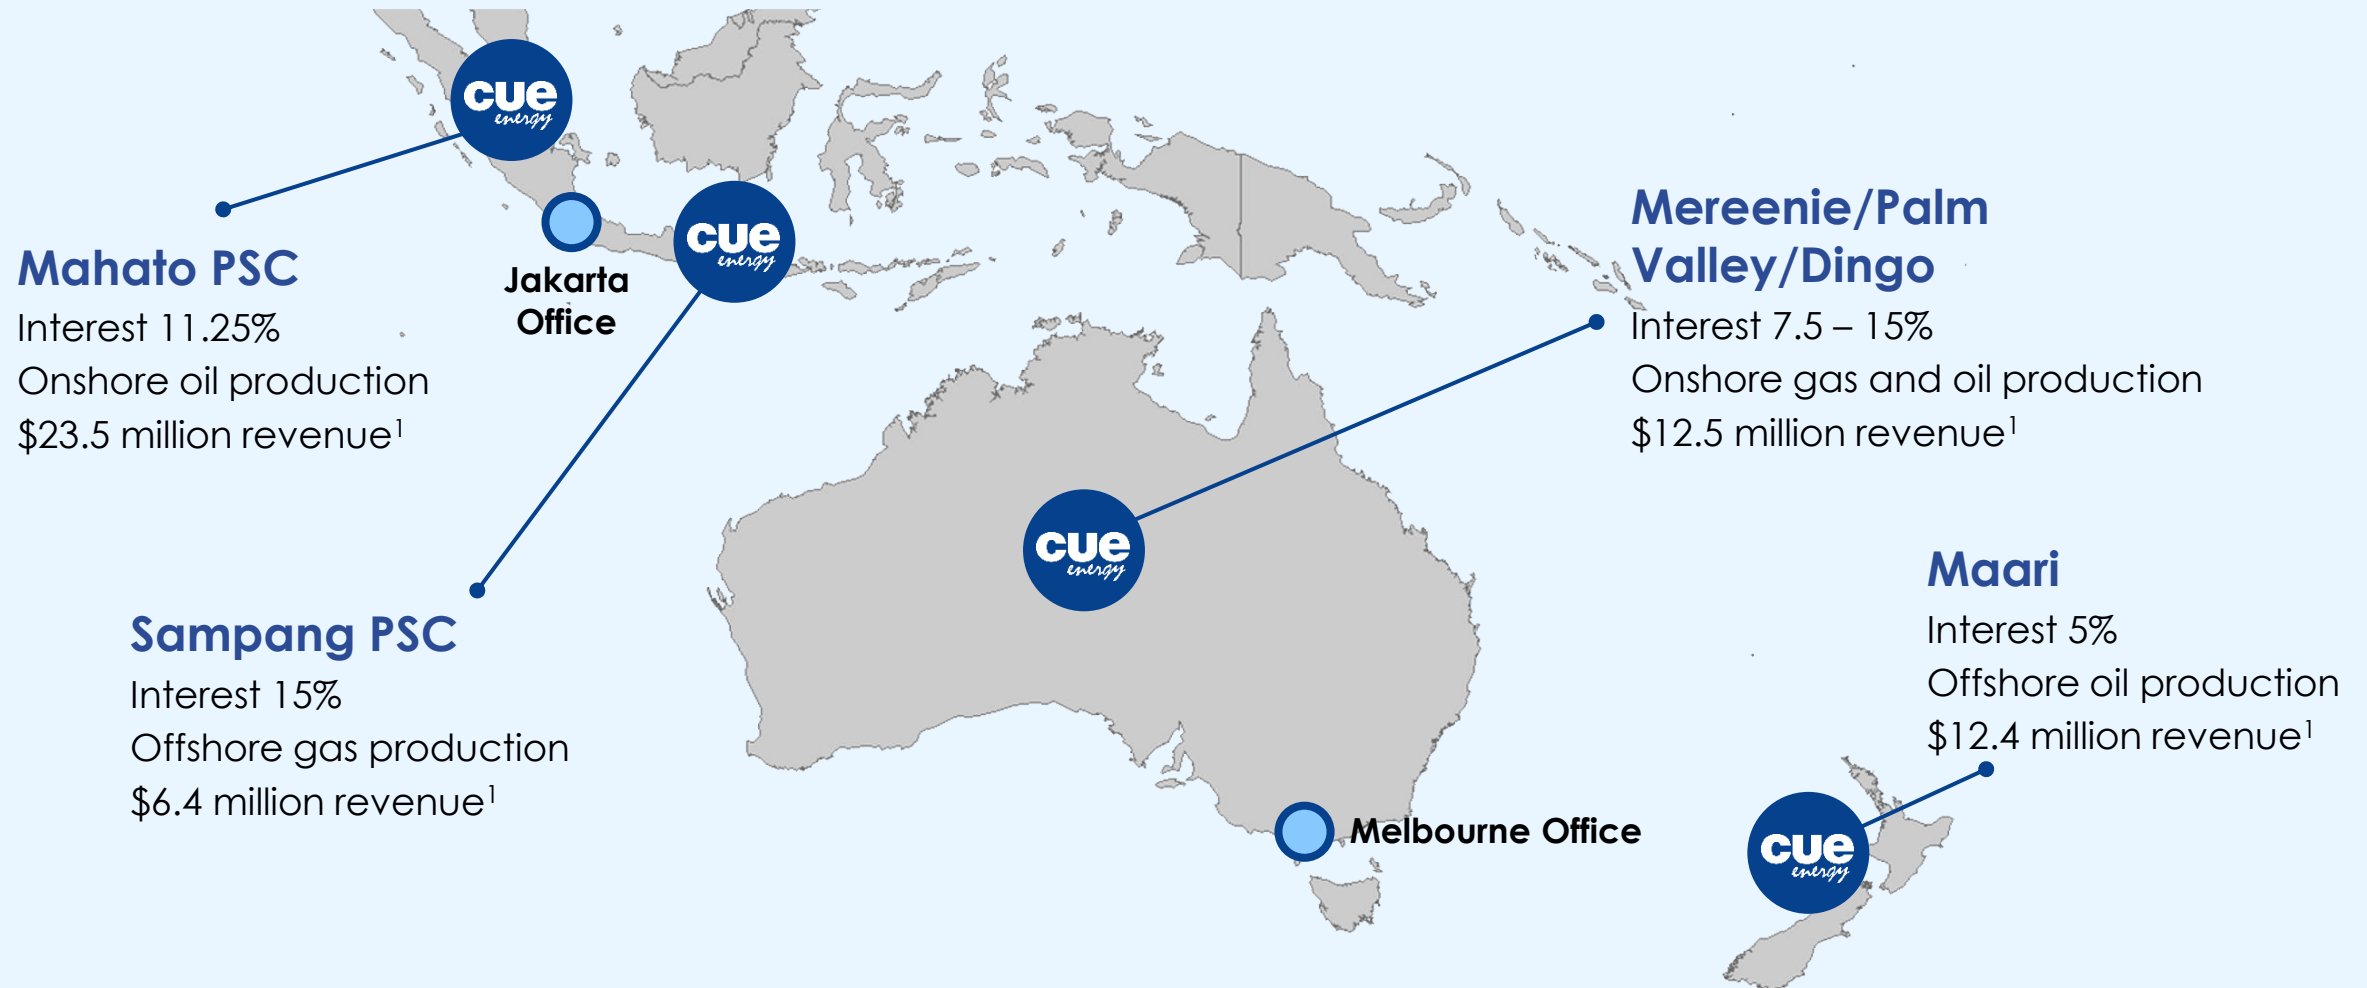 cue
energy
Mahato PSC
Interest 11.25%
Onshore oil production
$23.5 million revenue¹
Jakarta
Office
cue
energy
Sampang PSC
Interest 15%
Offshore gas production
$6.4 million revenue¹
Mereenie/Palm
Valley/Dingo
Interest 7.5 – 15%
Onshore gas and oil production
$12.5 million revenue¹
cue
energy
Maari
Interest 5%
Offshore oil production
$12.4 million revenue¹
Melbourne Office
cue
energy